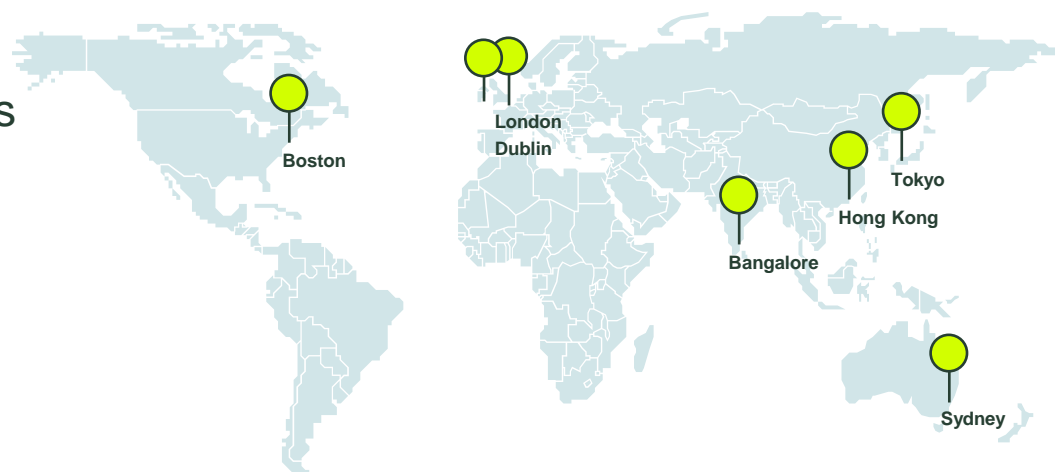 s
London
Dublin
Boston
Tokyo
Hong Kong
Bangalore
Sydney